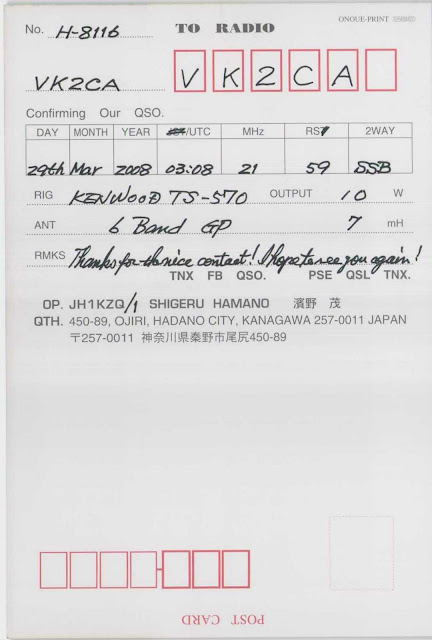 No. H-8116 TO RADIO ONOUE-PRINT
VK2CA VK2CA
Confirming Our QSO.
DAY MONTH YEAR /UTC MHz RST 2WAY
29th Mar 2008 03:08 21 59 SSB
RIG KENWOOD TS-570 OUTPUT 10 W
ANT 6 Band GP 7 mH
RMKS Thanks for the nice contact! I hope to see you again!
TNX FB QSO. PSE QSL TNX.
OP. JH1KZQ/1 SHIGERU HAMANO 濱野 茂
QTH. 450-89, OJIRI, HADANO CITY, KANAGAWA 257-0011 JAPAN
〒257-0011 神奈川県秦野市尾尻450-89
POST CARD